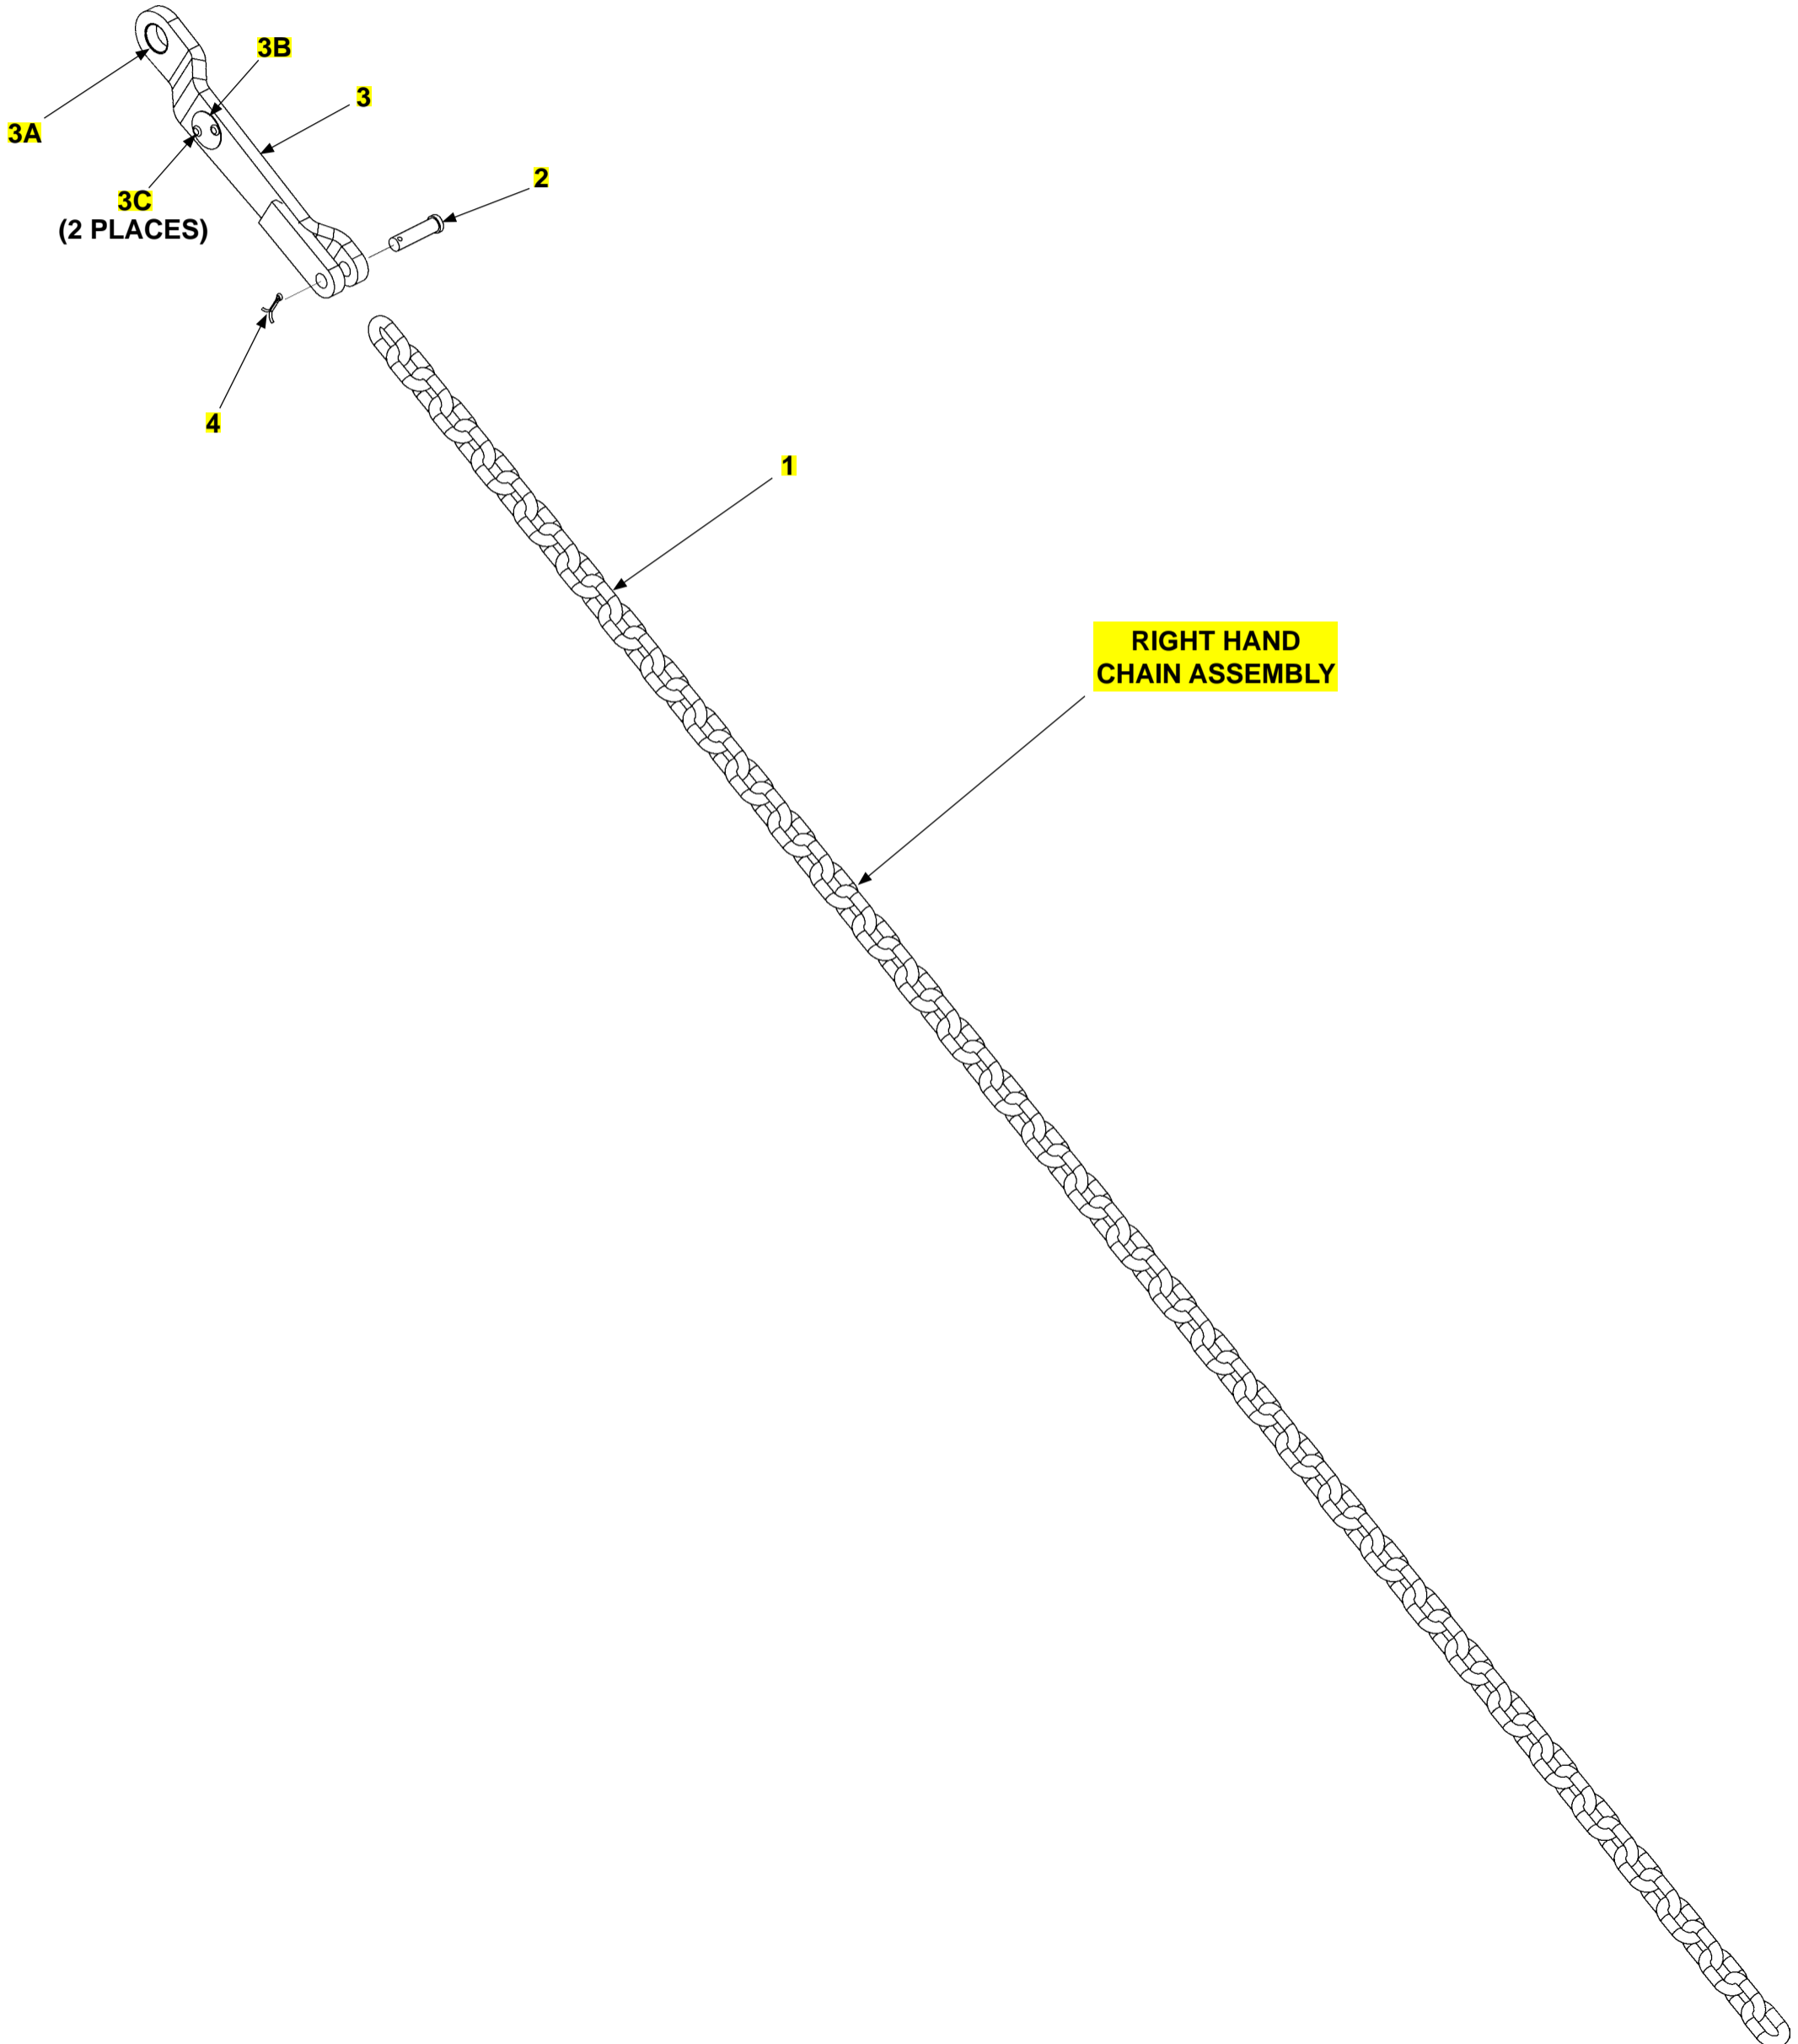 3B
3
3A
2
3C
(2 PLACES)
4
1
RIGHT HAND
CHAIN ASSEMBLY